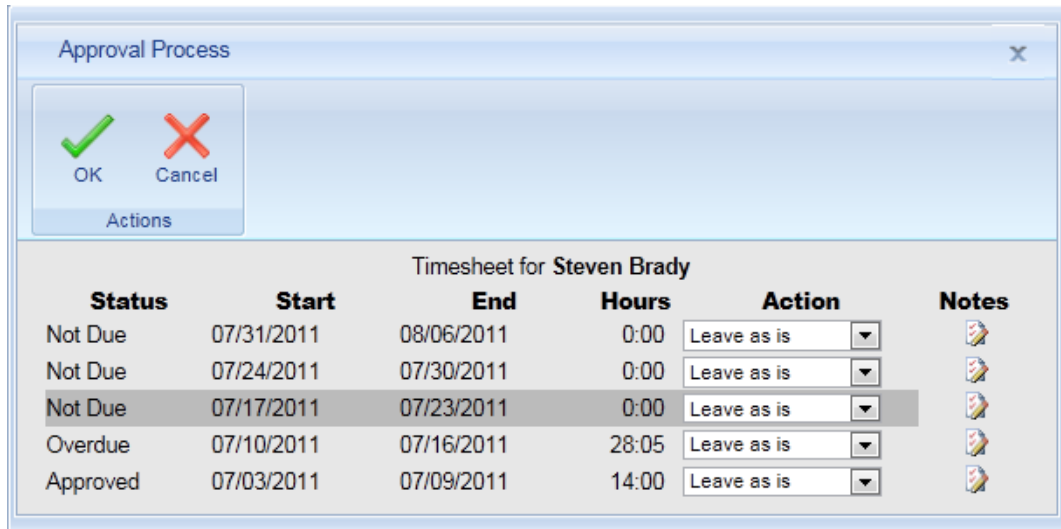 Approval Process
x
OK Cancel
Actions
Timesheet for Steven Brady
Status Start End Hours Action Notes
Not Due 07/31/2011 08/06/2011 0:00 Leave as is
Not Due 07/24/2011 07/30/2011 0:00 Leave as is
Not Due 07/17/2011 07/23/2011 0:00 Leave as is
Overdue 07/10/2011 07/16/2011 28:05 Leave as is
Approved 07/03/2011 07/09/2011 14:00 Leave as is